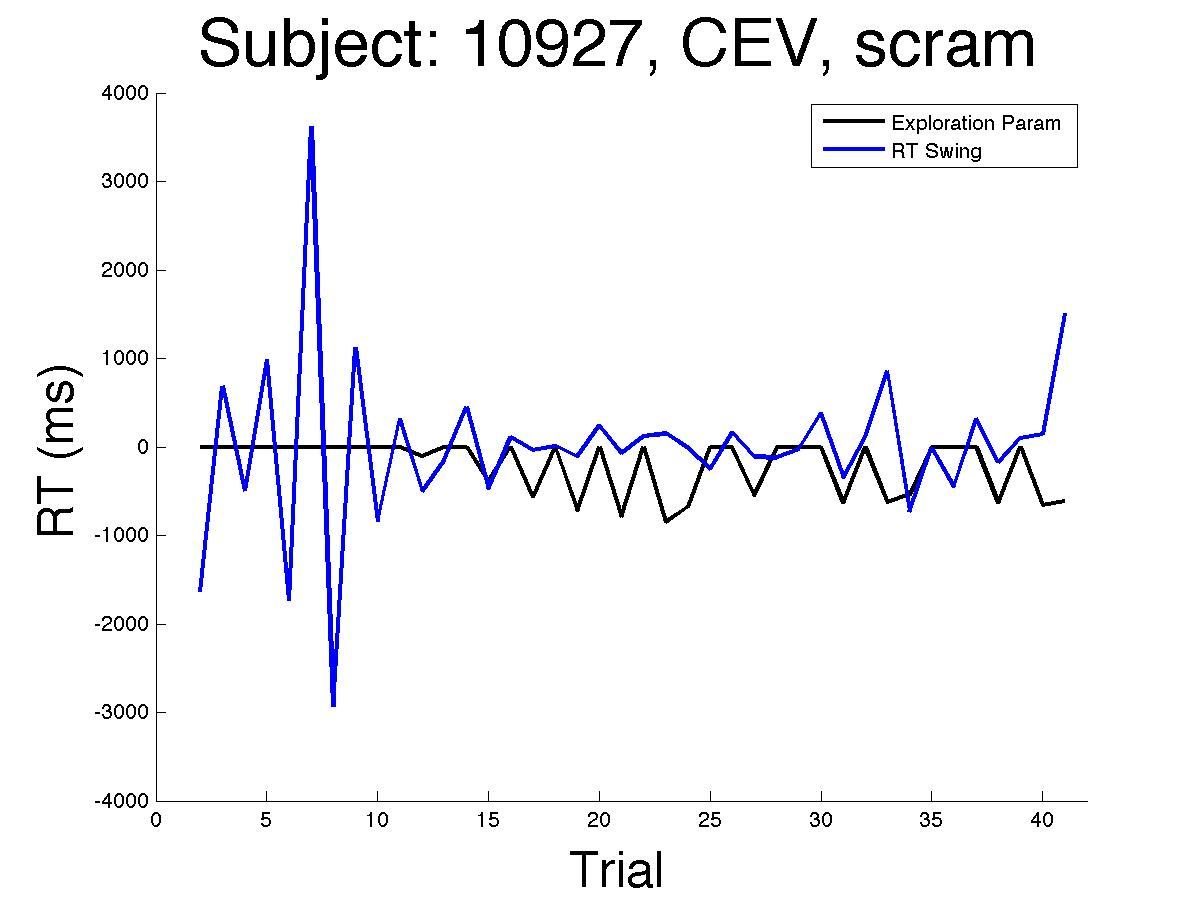 Subject: 10927, CEV, scram
4000
3000
2000
1000
0
-1000
-2000
-3000
-4000
RT (ms)
Exploration Param
RT Swing
0 5 10 15 20 25 30 35 40
Trial